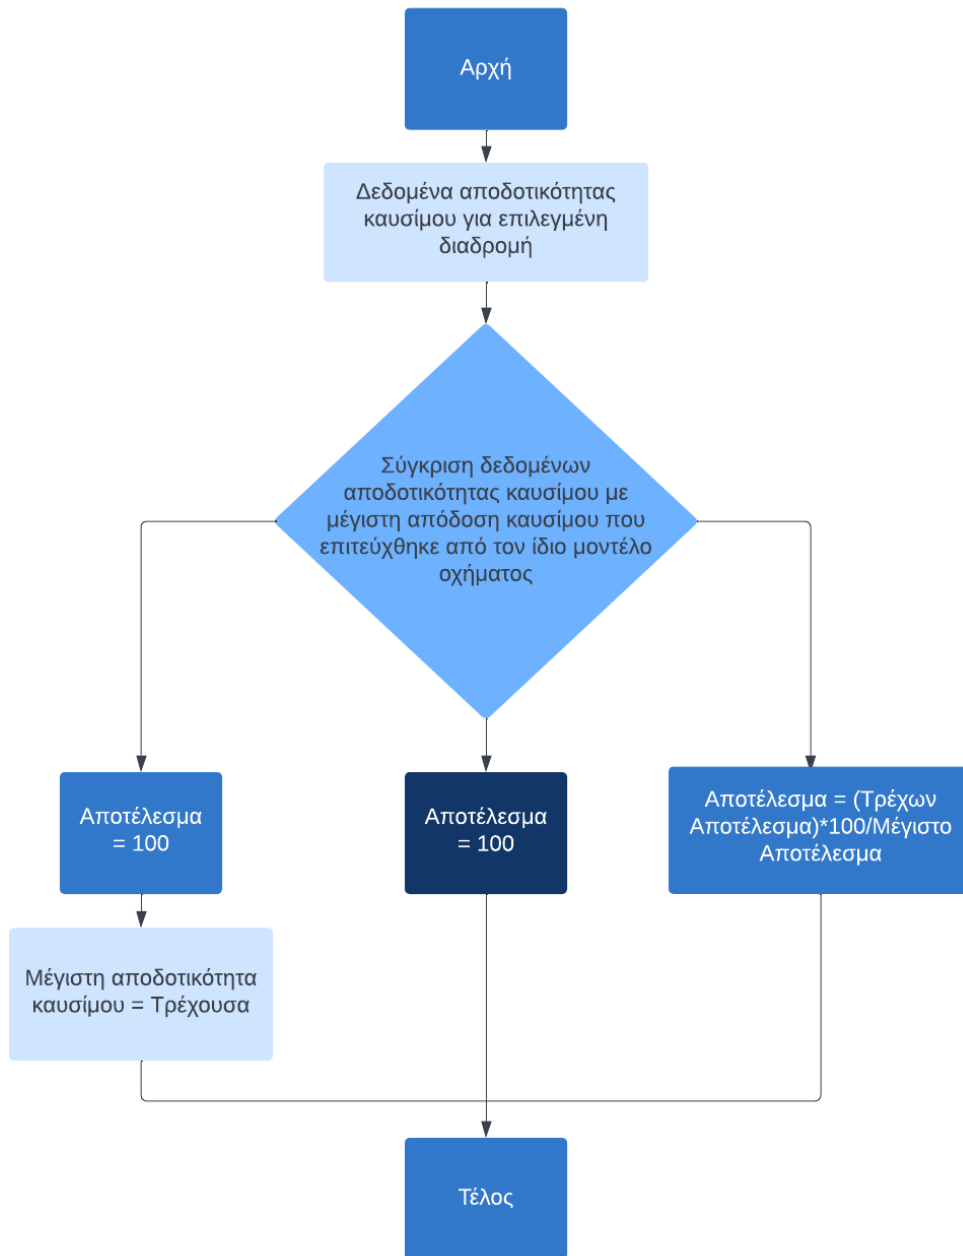 Αρχή
Δεδομένα αποδοτικότητας
καυσίμου για επιλεγμένη
διαδρομή
Σύγκριση δεδομένων
αποδοτικότητας καυσίμου με
μέγιστη απόδοση καυσίμου που
επιτεύχθηκε από τον ίδιο μοντέλο
οχήματος
Αποτέλεσμα
= 100
Αποτέλεσμα
= 100
Αποτέλεσμα = (Τρέχων
Αποτέλεσμα)*100/Μέγιστο
Αποτέλεσμα
Μέγιστη αποδοτικότητα
καυσίμου = Τρέχουσα
Τέλος